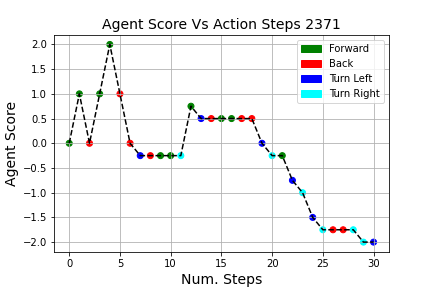 Agent Score Vs Action Steps 2371
2.0
1.5
1.0
0.5
0.0
−0.5
−1.0
−1.5
−2.0
Agent Score
Forward
Back
Turn Left
Turn Right
0 5 10 15 20 25 30
Num. Steps